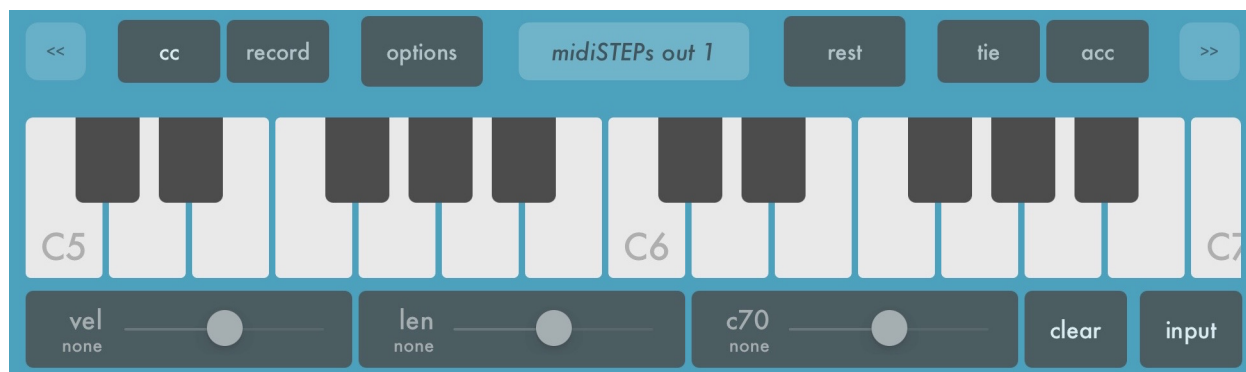 <<
cc
record
options
midiSTEPs out 1
rest
tie
acc
>>
C5
C6
C7
vel
none
len
none
c70
none
clear
input